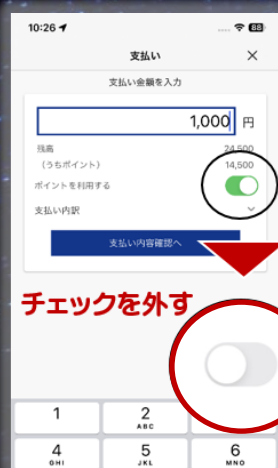 10:26
88
支払い
支払い金額を入力
1,000 円
残高 24,500
（うちポイント） 14,500
ポイントを利用する
支払い内訳
支払い内容確認へ
チェックを外す
1 2
ABC
4 5 6
GHI JKL MNO